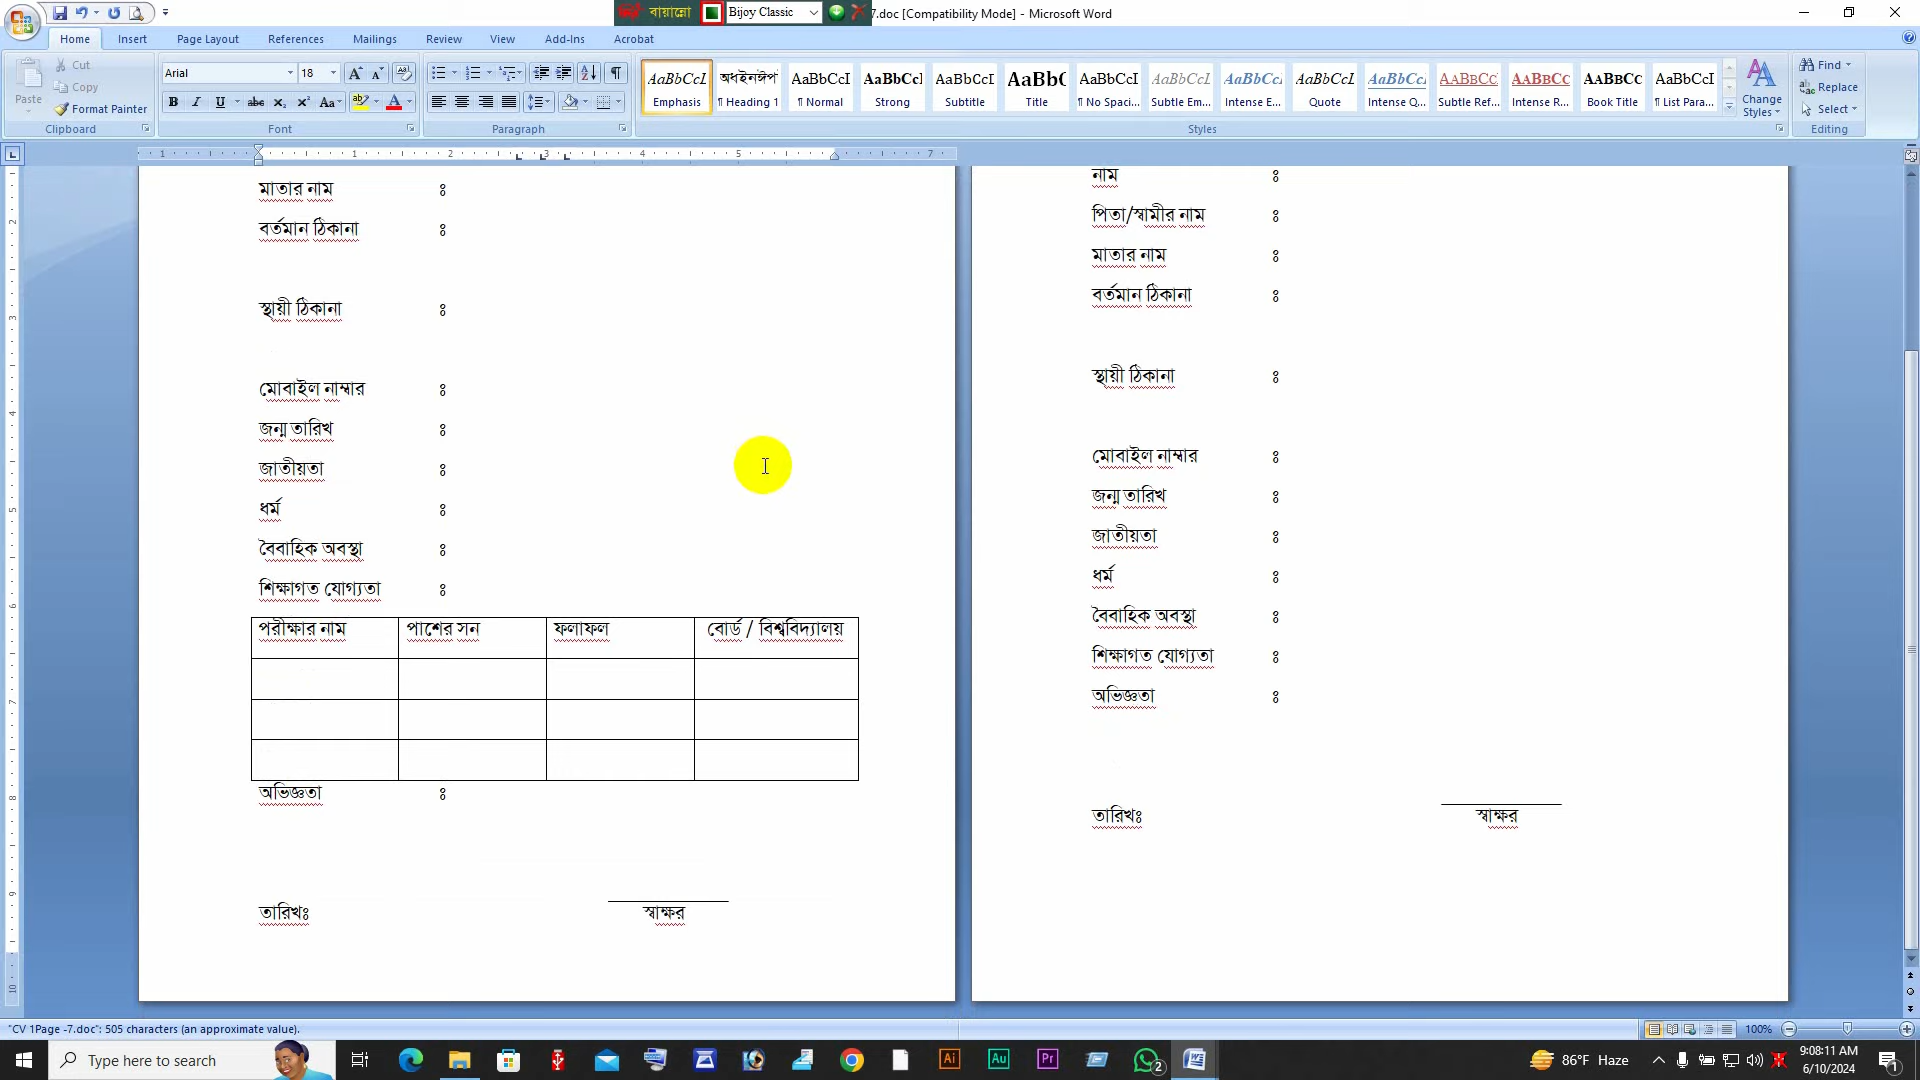 বায়ান্নো Bijoy Classic 7.doc [Compatibility Mode] - Microsoft Word
Home Insert Page Layout References Mailings Review View Add-Ins Acrobat
Paste Cut Copy Format Painter
Arial 18
AaBbCcL অধইনঈপ AaBbCcI AaBbCcI AaBbCcI AaBbC AaBbCcI AaBbCcI AaBbCcI AaBbCcL AaBbCcI AABBCC AABBCC AABBCC AaBbCcI
Emphasis ¶ Heading 1 ¶ Normal Strong Subtitle Title ¶ No Spaci... Subtle Em... Intense E... Quote Intense Q... Subtle Ref... Intense R... Book Title ¶ List Para...
Change Styles
Find Replace Select
Clipboard Font Paragraph Styles Editing
মাতার নাম ঃ
বর্তমান ঠিকানা ঃ
স্থায়ী ঠিকানা ঃ
মোবাইল নাম্বার ঃ
জন্ম তারিখ ঃ
জাতীয়তা ঃ
ধর্ম ঃ
বৈবাহিক অবস্থা ঃ
শিক্ষাগত যোগ্যতা ঃ
পরীক্ষার নাম পাশের সন ফলাফল বোর্ড / বিশ্ববিদ্যালয়
অভিজ্ঞতা ঃ
তারিখঃ স্বাক্ষর
নাম ঃ
পিতা/স্বামীর নাম ঃ
মাতার নাম ঃ
বর্তমান ঠিকানা ঃ
স্থায়ী ঠিকানা ঃ
মোবাইল নাম্বার ঃ
জন্ম তারিখ ঃ
জাতীয়তা ঃ
ধর্ম ঃ
বৈবাহিক অবস্থা ঃ
শিক্ষাগত যোগ্যতা ঃ
অভিজ্ঞতা ঃ
তারিখঃ স্বাক্ষর
"CV 1Page -7.doc": 505 characters (an approximate value). 100%
Type here to search 86°F Haze 9:08:11 AM
6/10/2024